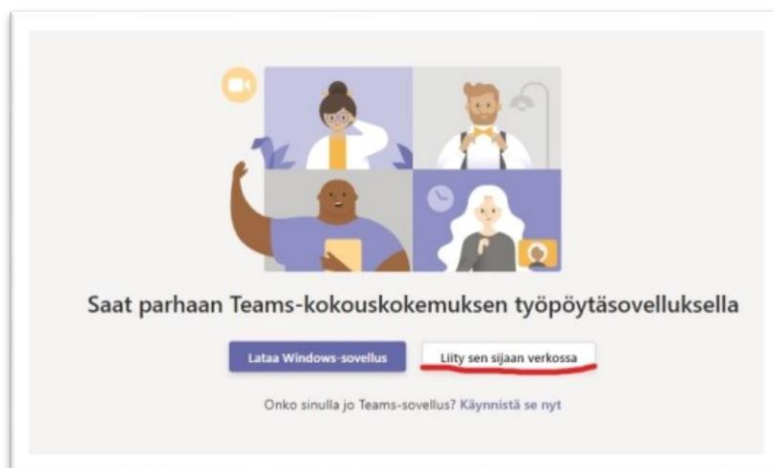 Saat parhaan Teams-kokouskokemuksen työpöytäsovelluksella
Lataa Windows-sovellus
Liity sen sijaan verkossa
Onko sinulla jo Teams-sovellus? Käynnistä se nyt